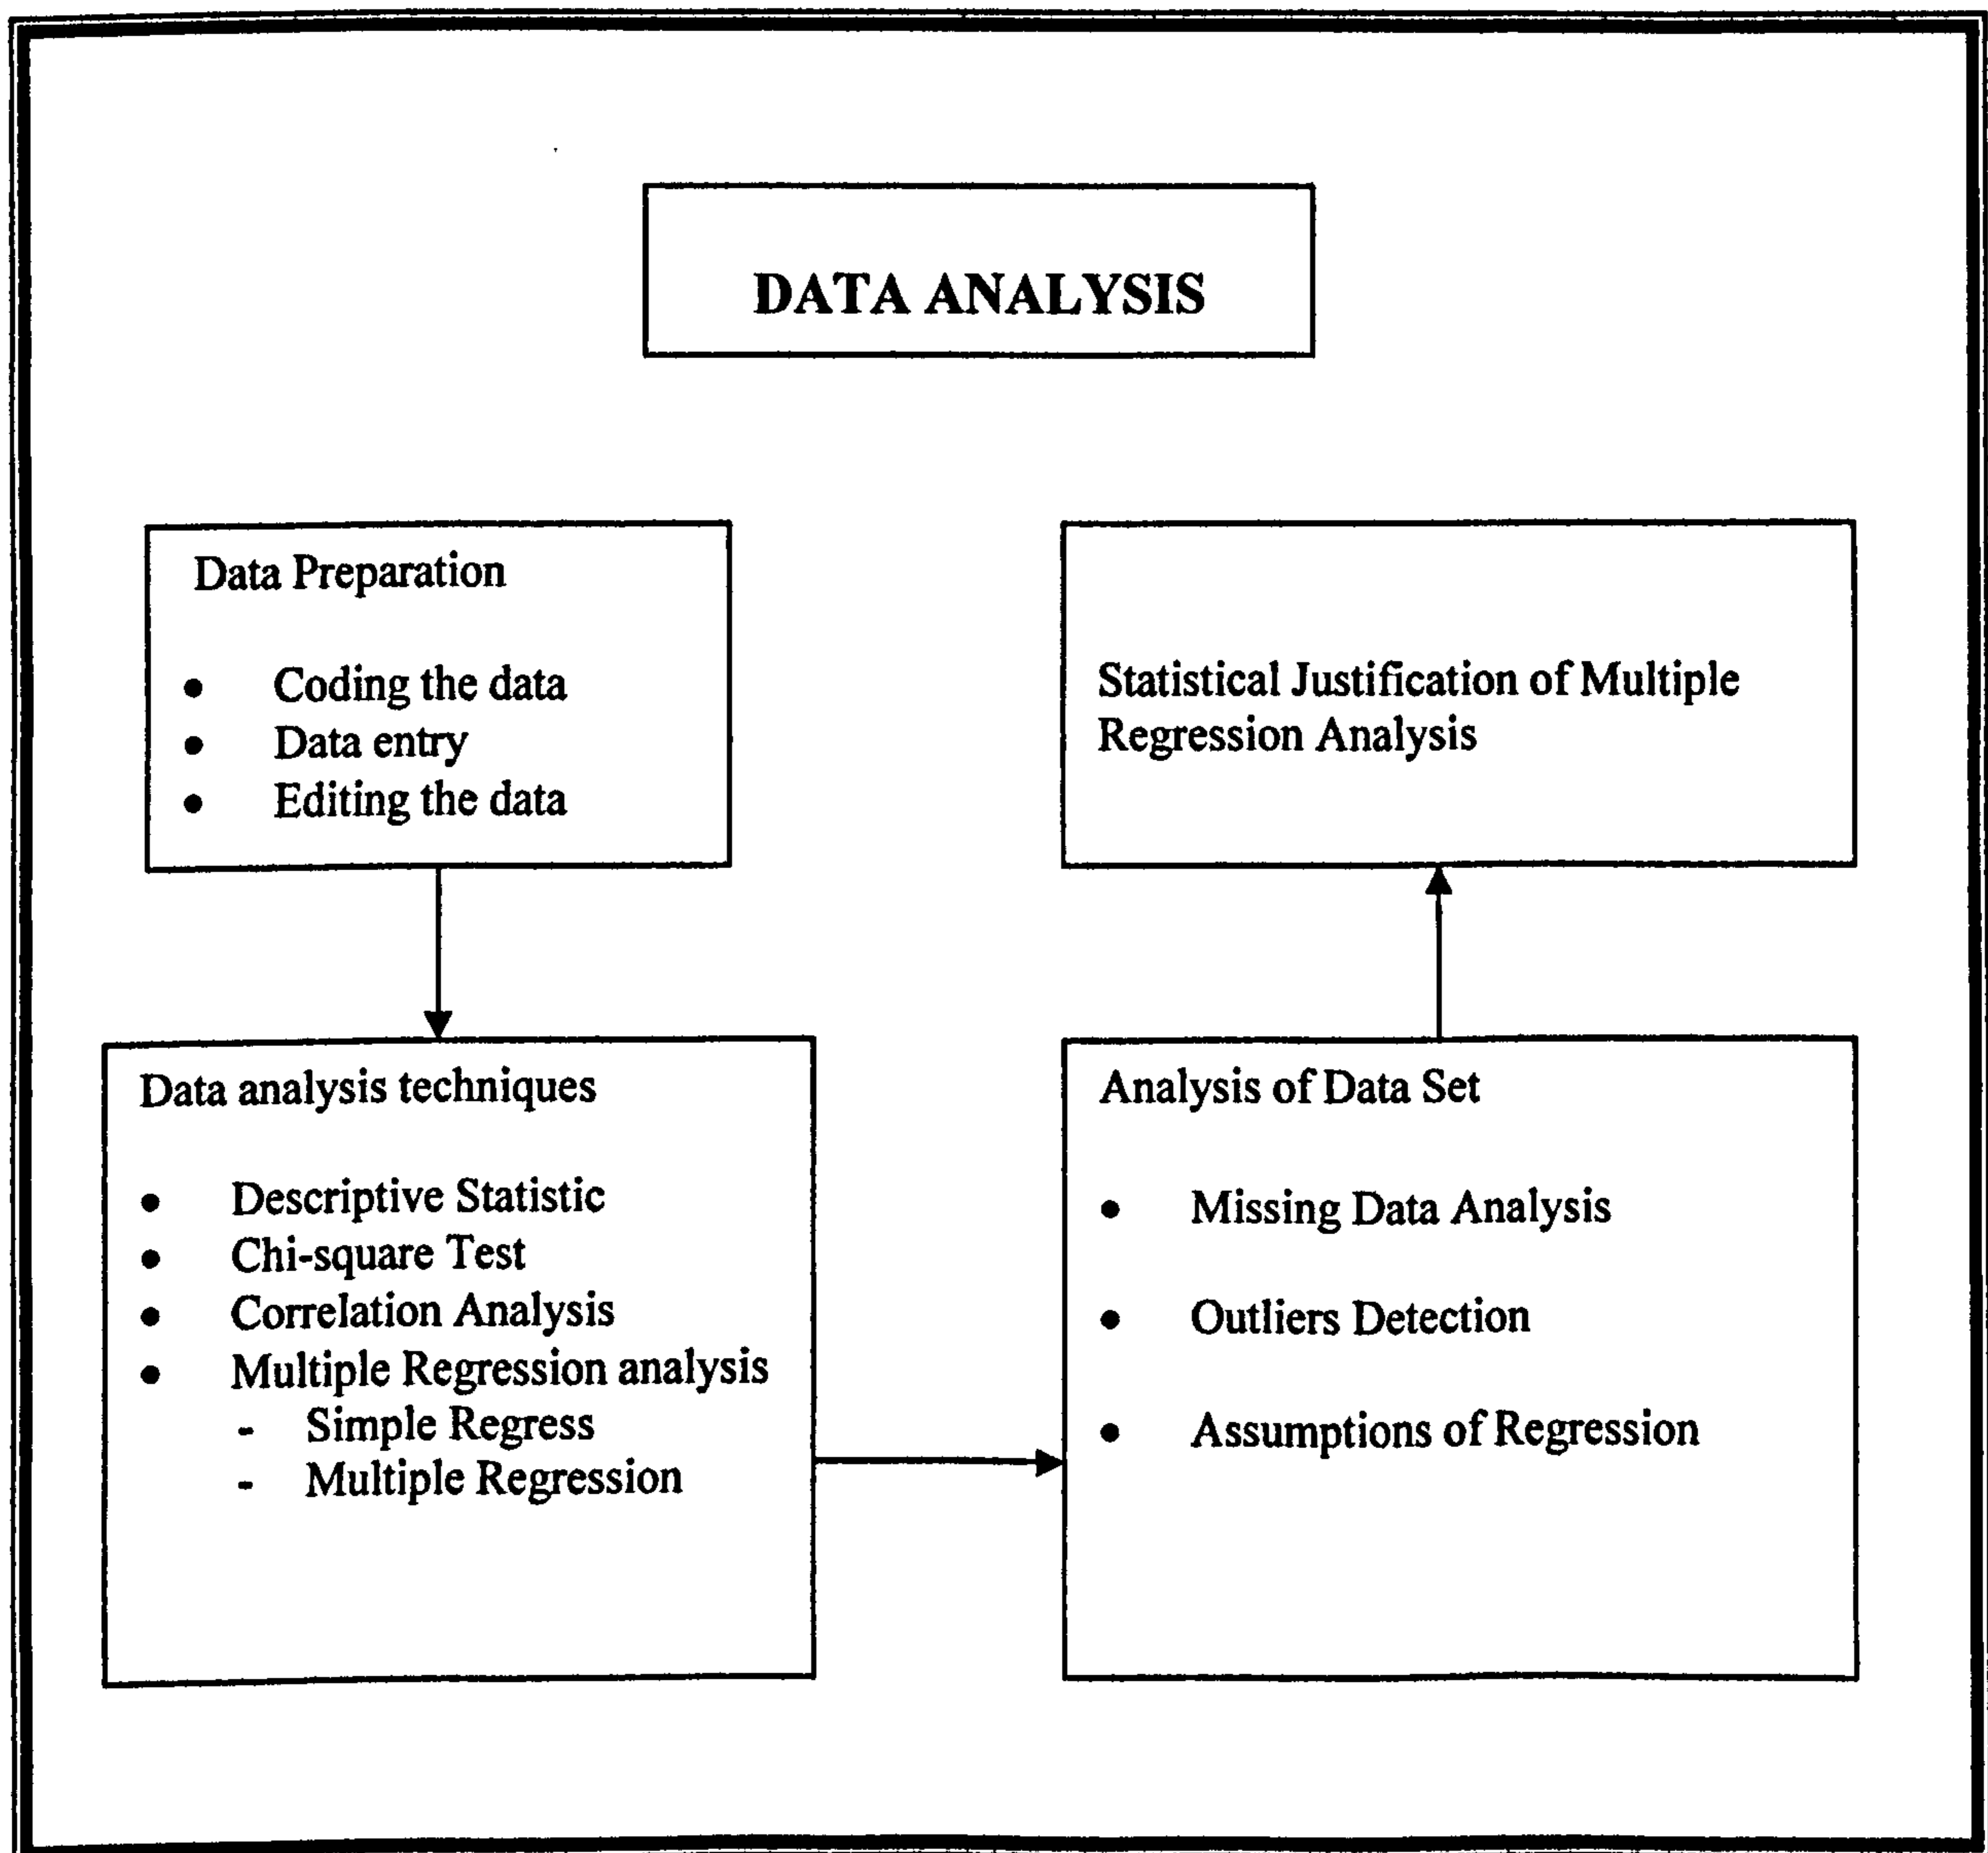 DATA ANALYSIS
Data Preparation
• Coding the data
• Data entry
• Editing the data
Data analysis techniques
• Descriptive Statistic
• Chi-square Test
• Correlation Analysis
• Multiple Regression analysis
- Simple Regress
- Multiple Regression
Analysis of Data Set
• Missing Data Analysis
• Outliers Detection
• Assumptions of Regression
Statistical Justification of Multiple
Regression Analysis